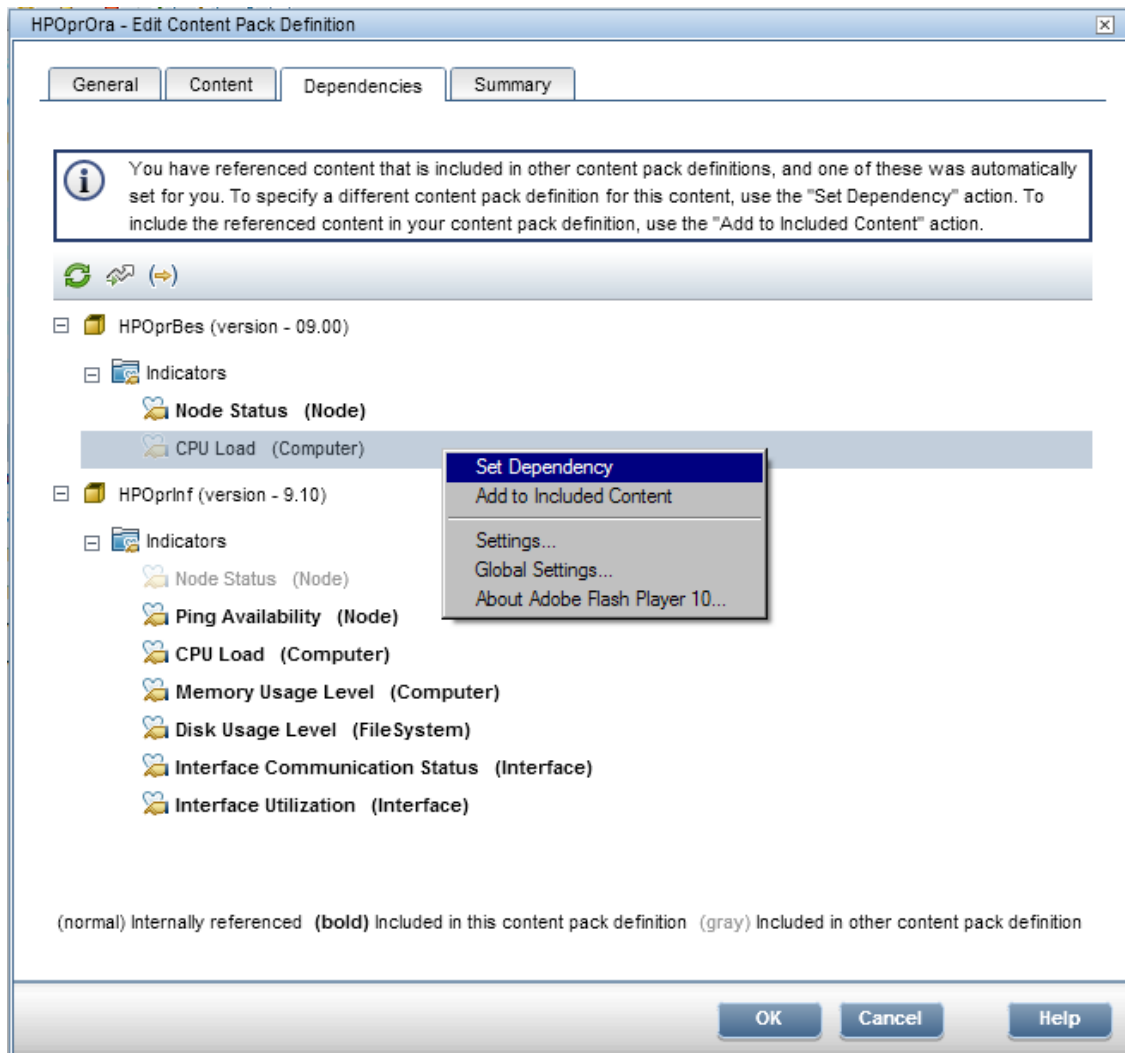 HPOprOra - Edit Content Pack Definition
General Content Dependencies Summary
You have referenced content that is included in other content pack definitions, and one of these was automatically
set for you. To specify a different content pack definition for this content, use the "Set Dependency" action. To
include the referenced content in your content pack definition, use the "Add to Included Content" action.
HPOprBes (version - 09.00)
Indicators
Node Status (Node)
CPU Load (Computer)
Set Dependency
Add to Included Content
Settings...
Global Settings...
About Adobe Flash Player 10...
HPOprInf (version - 9.10)
Indicators
Node Status (Node)
Ping Availability (Node)
CPU Load (Computer)
Memory Usage Level (Computer)
Disk Usage Level (FileSystem)
Interface Communication Status (Interface)
Interface Utilization (Interface)
(normal) Internally referenced (bold) Included in this content pack definition (gray) Included in other content pack definition
OK Cancel Help